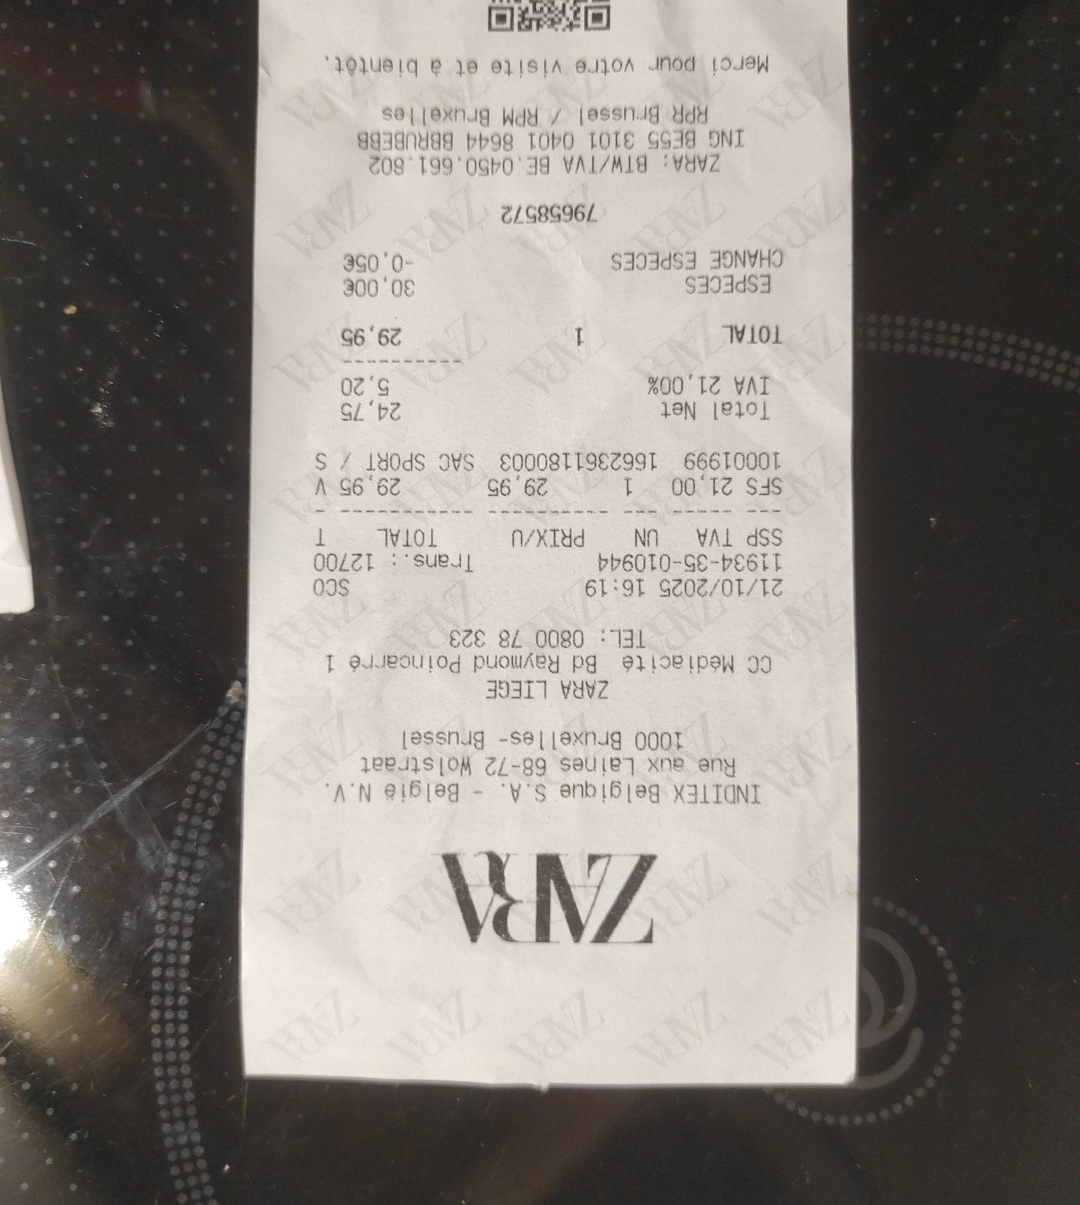 ZARA
INDITEX Belgique S.A. - België N.V.
Rue aux Laines 68-72 Wolstraat
1000 Bruxelles- Brussel
ZARA LIEGE
CC Médiacité Bd Raymond Poincarré 1
TEL: 0800 78 323
21/10/2025 16:19 SCO
11934-35-010944 Trans.: 12700
SSP TVA UN PRIX/U TOTAL T
--- ----- --- ---------- ----------- -
SFS 21,00 1 29,95 29,95 V
10001999 1662361180003 SAC SPORT / S
Total Net 24,75
IVA 21,00% 5,20
-----------
TOTAL 1 29,95
ESPECES 30,00€
CHANGE ESPECES -0,05€
79658572
ZARA: BTW/TVA BE.0450.661.802
ING BE55 3101 0401 8644 BBRUBEBB
RPR Brussel / RPM Bruxelles
Merci pour votre visite et à bientôt.